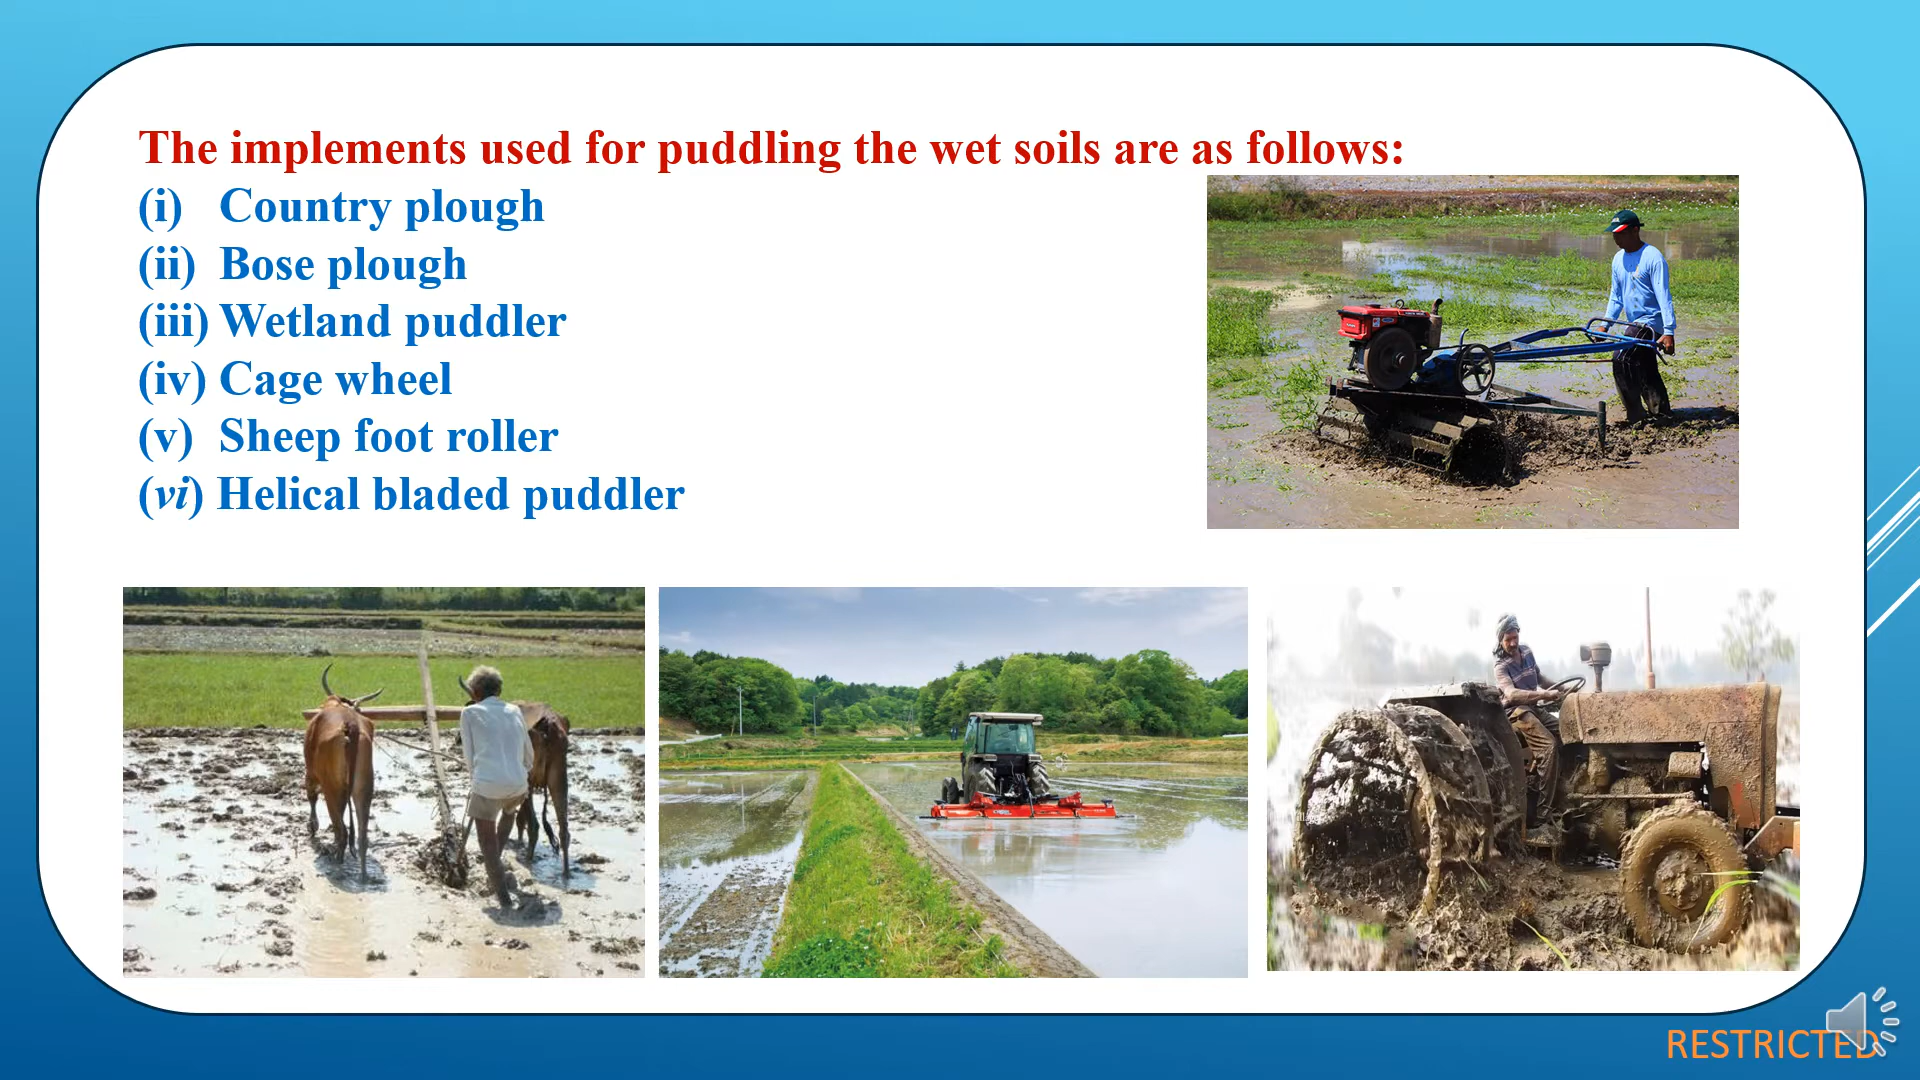 The implements used for puddling the wet soils are as follows:
(i) Country plough
(ii) Bose plough
(iii) Wetland puddler
(iv) Cage wheel
(v) Sheep foot roller
(vi) Helical bladed puddler
RESTRICTED